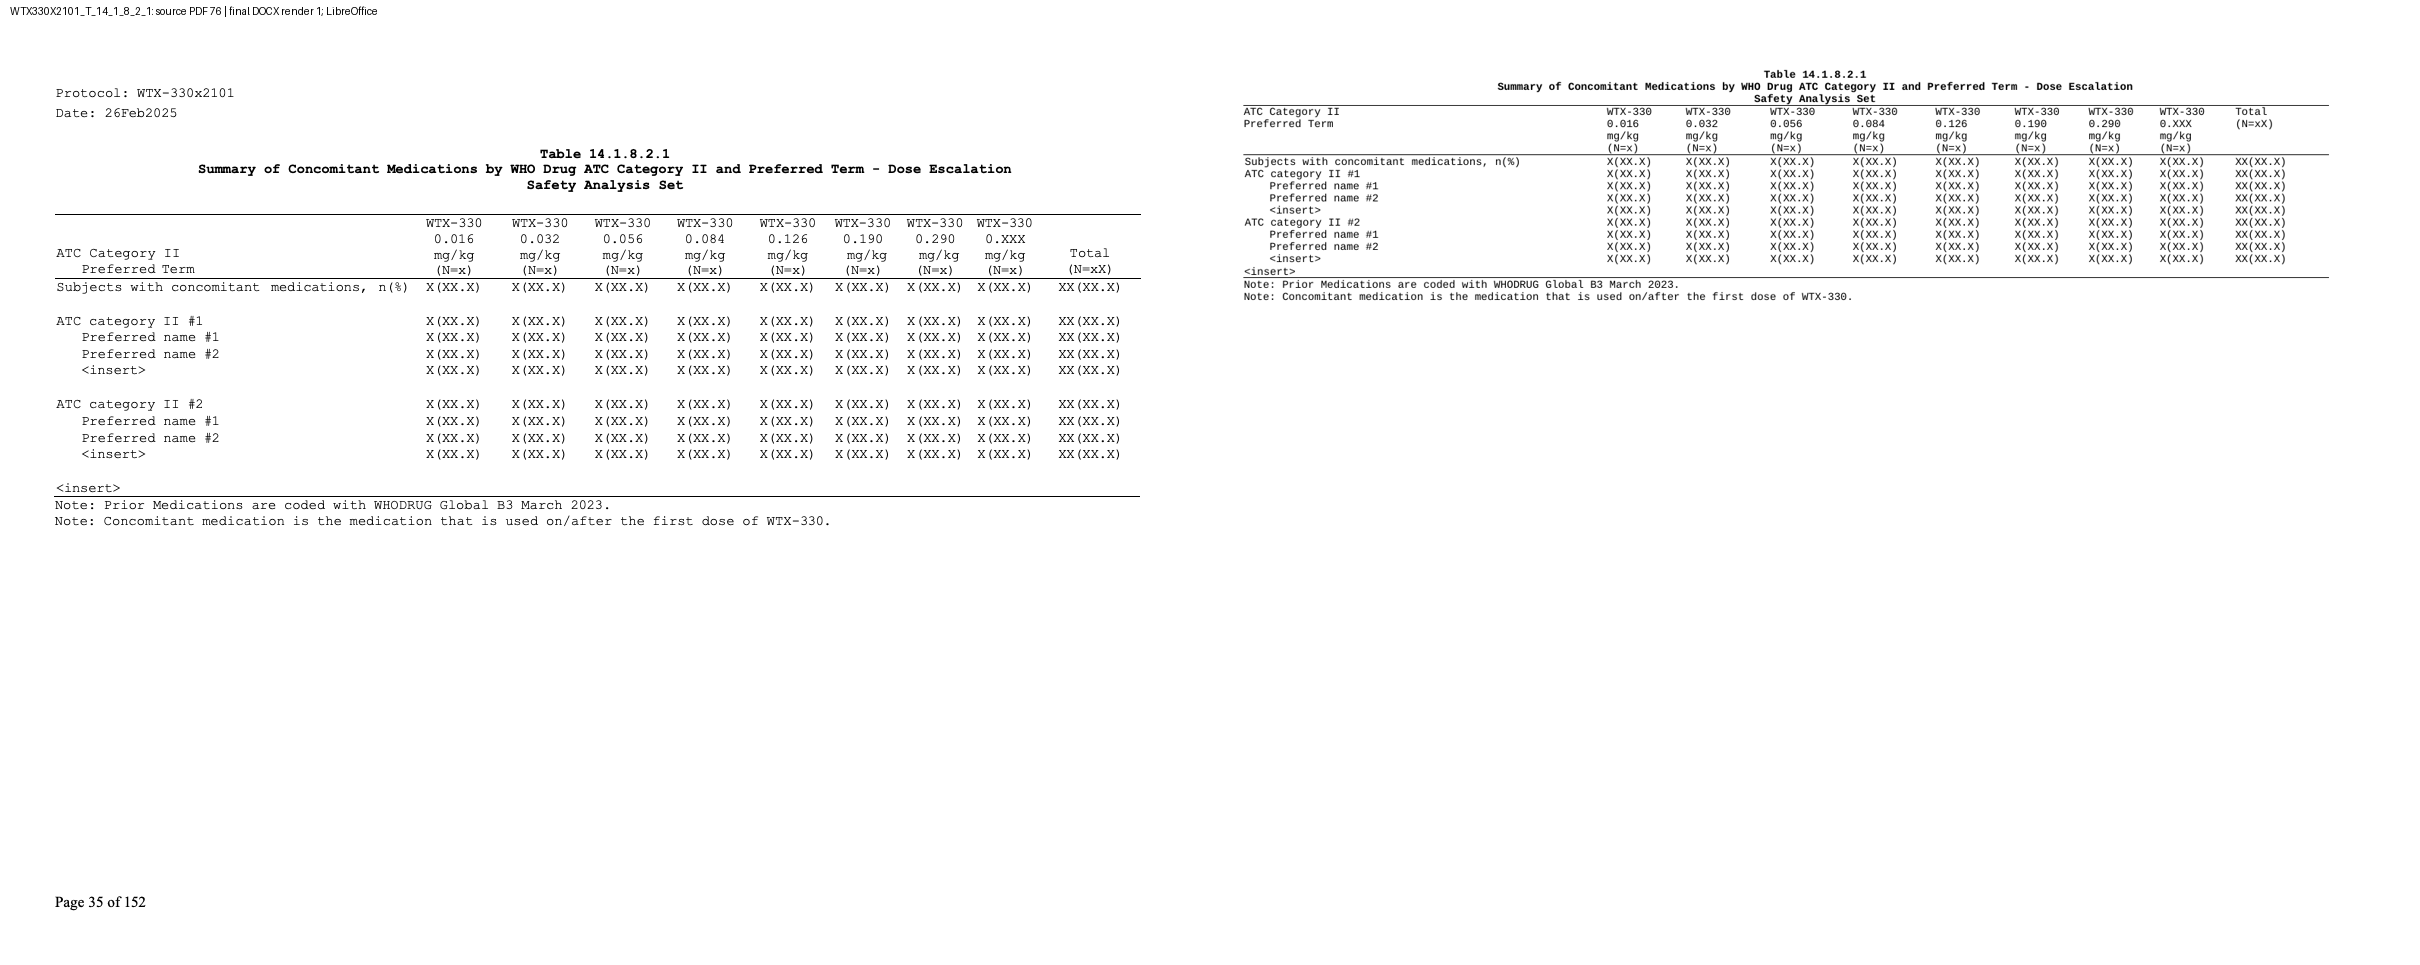 WTX330X2101_T_14_1_8_2_1: source PDF 76 | final DOCX render 1; LibreOffice
Protocol: WTX-330x2101
Date: 26Feb2025
Table 14.1.8.2.1
Summary of Concomitant Medications by WHO Drug ATC Category II and Preferred Term - Dose Escalation
Safety Analysis Set
WTX-330 WTX-330 WTX-330 WTX-330 WTX-330 WTX-330 WTX-330 WTX-330
0.016 0.032 0.056 0.084 0.126 0.190 0.290 0.XXX
ATC Category II mg/kg mg/kg mg/kg mg/kg mg/kg mg/kg mg/kg mg/kg Total
Preferred Term (N=x) (N=x) (N=x) (N=x) (N=x) (N=x) (N=x) (N=x) (N=xX)
Subjects with concomitant medications, n(%) X(XX.X) X(XX.X) X(XX.X) X(XX.X) X(XX.X) X(XX.X) X(XX.X) X(XX.X) XX(XX.X)
ATC category II #1 X(XX.X) X(XX.X) X(XX.X) X(XX.X) X(XX.X) X(XX.X) X(XX.X) X(XX.X) XX(XX.X)
Preferred name #1 X(XX.X) X(XX.X) X(XX.X) X(XX.X) X(XX.X) X(XX.X) X(XX.X) X(XX.X) XX(XX.X)
Preferred name #2 X(XX.X) X(XX.X) X(XX.X) X(XX.X) X(XX.X) X(XX.X) X(XX.X) X(XX.X) XX(XX.X)
<insert> X(XX.X) X(XX.X) X(XX.X) X(XX.X) X(XX.X) X(XX.X) X(XX.X) X(XX.X) XX(XX.X)
ATC category II #2 X(XX.X) X(XX.X) X(XX.X) X(XX.X) X(XX.X) X(XX.X) X(XX.X) X(XX.X) XX(XX.X)
Preferred name #1 X(XX.X) X(XX.X) X(XX.X) X(XX.X) X(XX.X) X(XX.X) X(XX.X) X(XX.X) XX(XX.X)
Preferred name #2 X(XX.X) X(XX.X) X(XX.X) X(XX.X) X(XX.X) X(XX.X) X(XX.X) X(XX.X) XX(XX.X)
<insert> X(XX.X) X(XX.X) X(XX.X) X(XX.X) X(XX.X) X(XX.X) X(XX.X) X(XX.X) XX(XX.X)
<insert>
Note: Prior Medications are coded with WHODRUG Global B3 March 2023.
Note: Concomitant medication is the medication that is used on/after the first dose of WTX-330.
Page 35 of 152
Table 14.1.8.2.1
Summary of Concomitant Medications by WHO Drug ATC Category II and Preferred Term - Dose Escalation
Safety Analysis Set
ATC Category II WTX-330 WTX-330 WTX-330 WTX-330 WTX-330 WTX-330 WTX-330 WTX-330 Total
Preferred Term 0.016 0.032 0.056 0.084 0.126 0.190 0.290 0.XXX (N=xX)
mg/kg mg/kg mg/kg mg/kg mg/kg mg/kg mg/kg mg/kg
(N=x) (N=x) (N=x) (N=x) (N=x) (N=x) (N=x) (N=x)
Subjects with concomitant medications, n(%) X(XX.X) X(XX.X) X(XX.X) X(XX.X) X(XX.X) X(XX.X) X(XX.X) X(XX.X) XX(XX.X)
ATC category II #1 X(XX.X) X(XX.X) X(XX.X) X(XX.X) X(XX.X) X(XX.X) X(XX.X) X(XX.X) XX(XX.X)
Preferred name #1 X(XX.X) X(XX.X) X(XX.X) X(XX.X) X(XX.X) X(XX.X) X(XX.X) X(XX.X) XX(XX.X)
Preferred name #2 X(XX.X) X(XX.X) X(XX.X) X(XX.X) X(XX.X) X(XX.X) X(XX.X) X(XX.X) XX(XX.X)
<insert> X(XX.X) X(XX.X) X(XX.X) X(XX.X) X(XX.X) X(XX.X) X(XX.X) X(XX.X) XX(XX.X)
ATC category II #2 X(XX.X) X(XX.X) X(XX.X) X(XX.X) X(XX.X) X(XX.X) X(XX.X) X(XX.X) XX(XX.X)
Preferred name #1 X(XX.X) X(XX.X) X(XX.X) X(XX.X) X(XX.X) X(XX.X) X(XX.X) X(XX.X) XX(XX.X)
Preferred name #2 X(XX.X) X(XX.X) X(XX.X) X(XX.X) X(XX.X) X(XX.X) X(XX.X) X(XX.X) XX(XX.X)
<insert> X(XX.X) X(XX.X) X(XX.X) X(XX.X) X(XX.X) X(XX.X) X(XX.X) X(XX.X) XX(XX.X)
<insert>
Note: Prior Medications are coded with WHODRUG Global B3 March 2023.
Note: Concomitant medication is the medication that is used on/after the first dose of WTX-330.